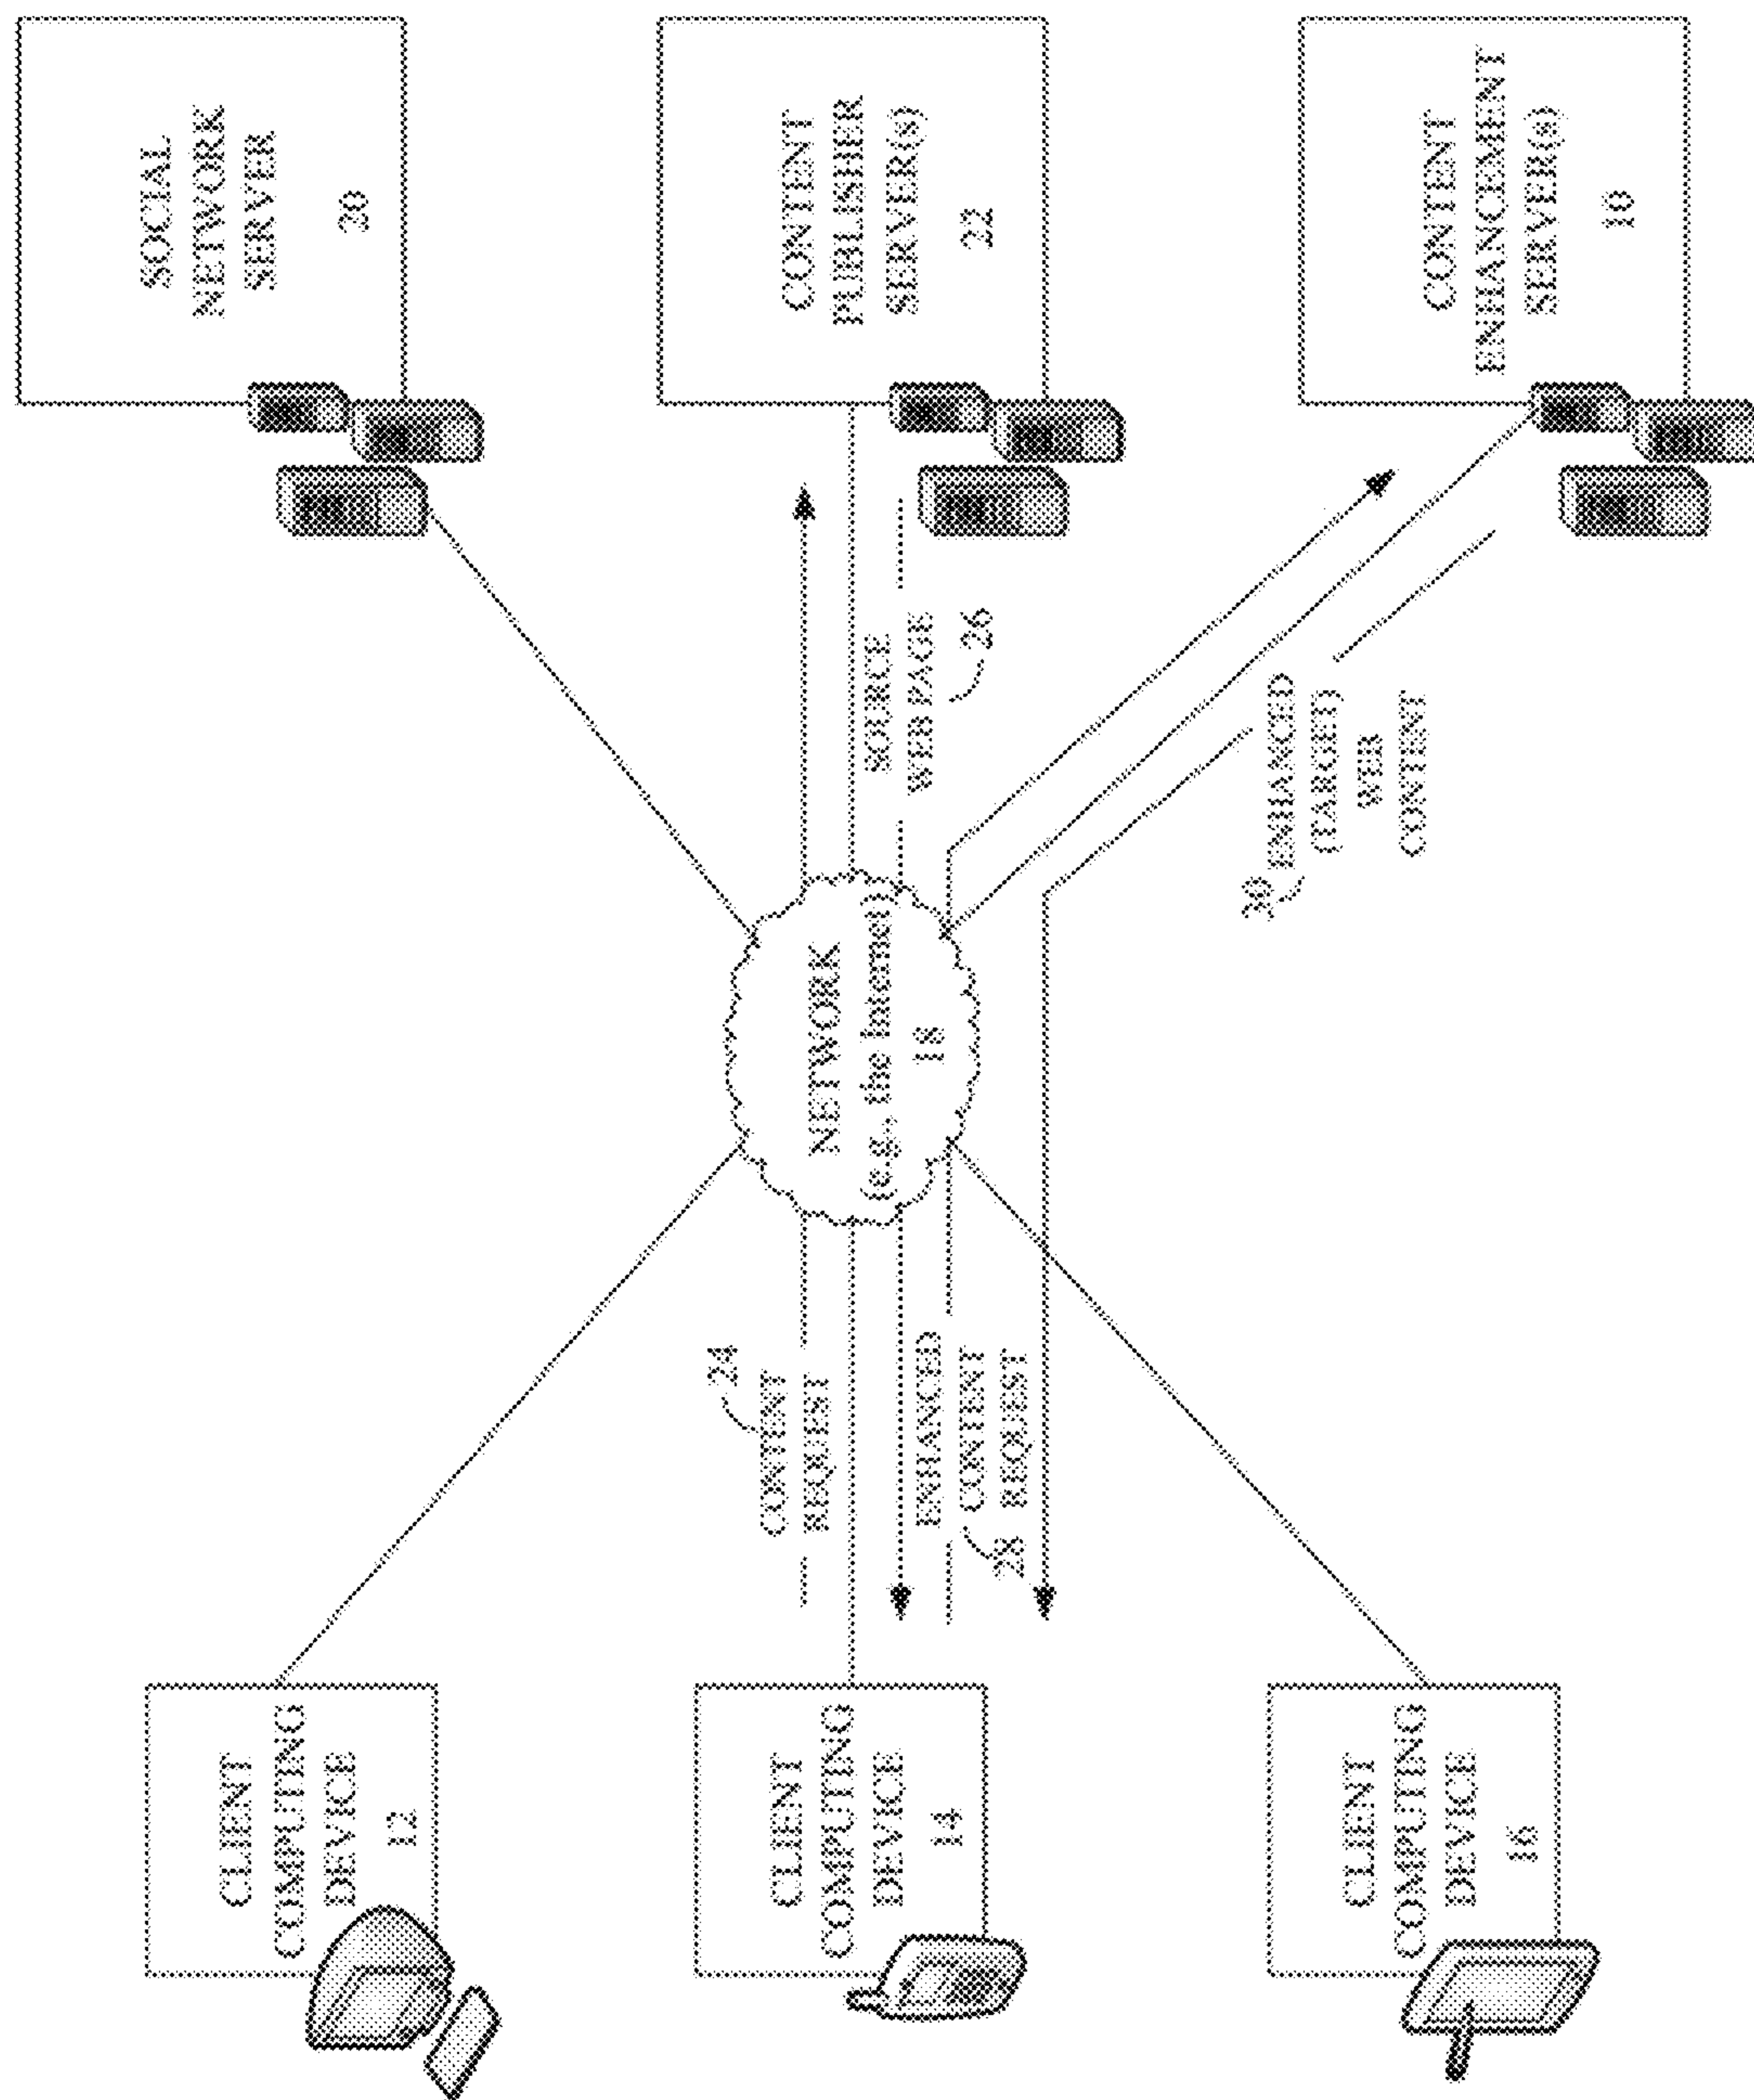 CLIENT
COMPUTING
DEVICE
12
CLIENT
COMPUTING
DEVICE
14
CLIENT
COMPUTING
DEVICE
16
24
CONTENT
REQUEST
ENHANCED
CONTENT
REQUEST
28
NETWORK
(e.g., the Internet)
18
SOURCE
WEB PAGE
26
30
ENHANCED
(TARGET)
WEB
CONTENT
SOCIAL
NETWORK
SERVER
20
CONTENT
PUBLISHER
SERVER(s)
22
CONTENT
ENHANCEMENT
SERVER(s)
10